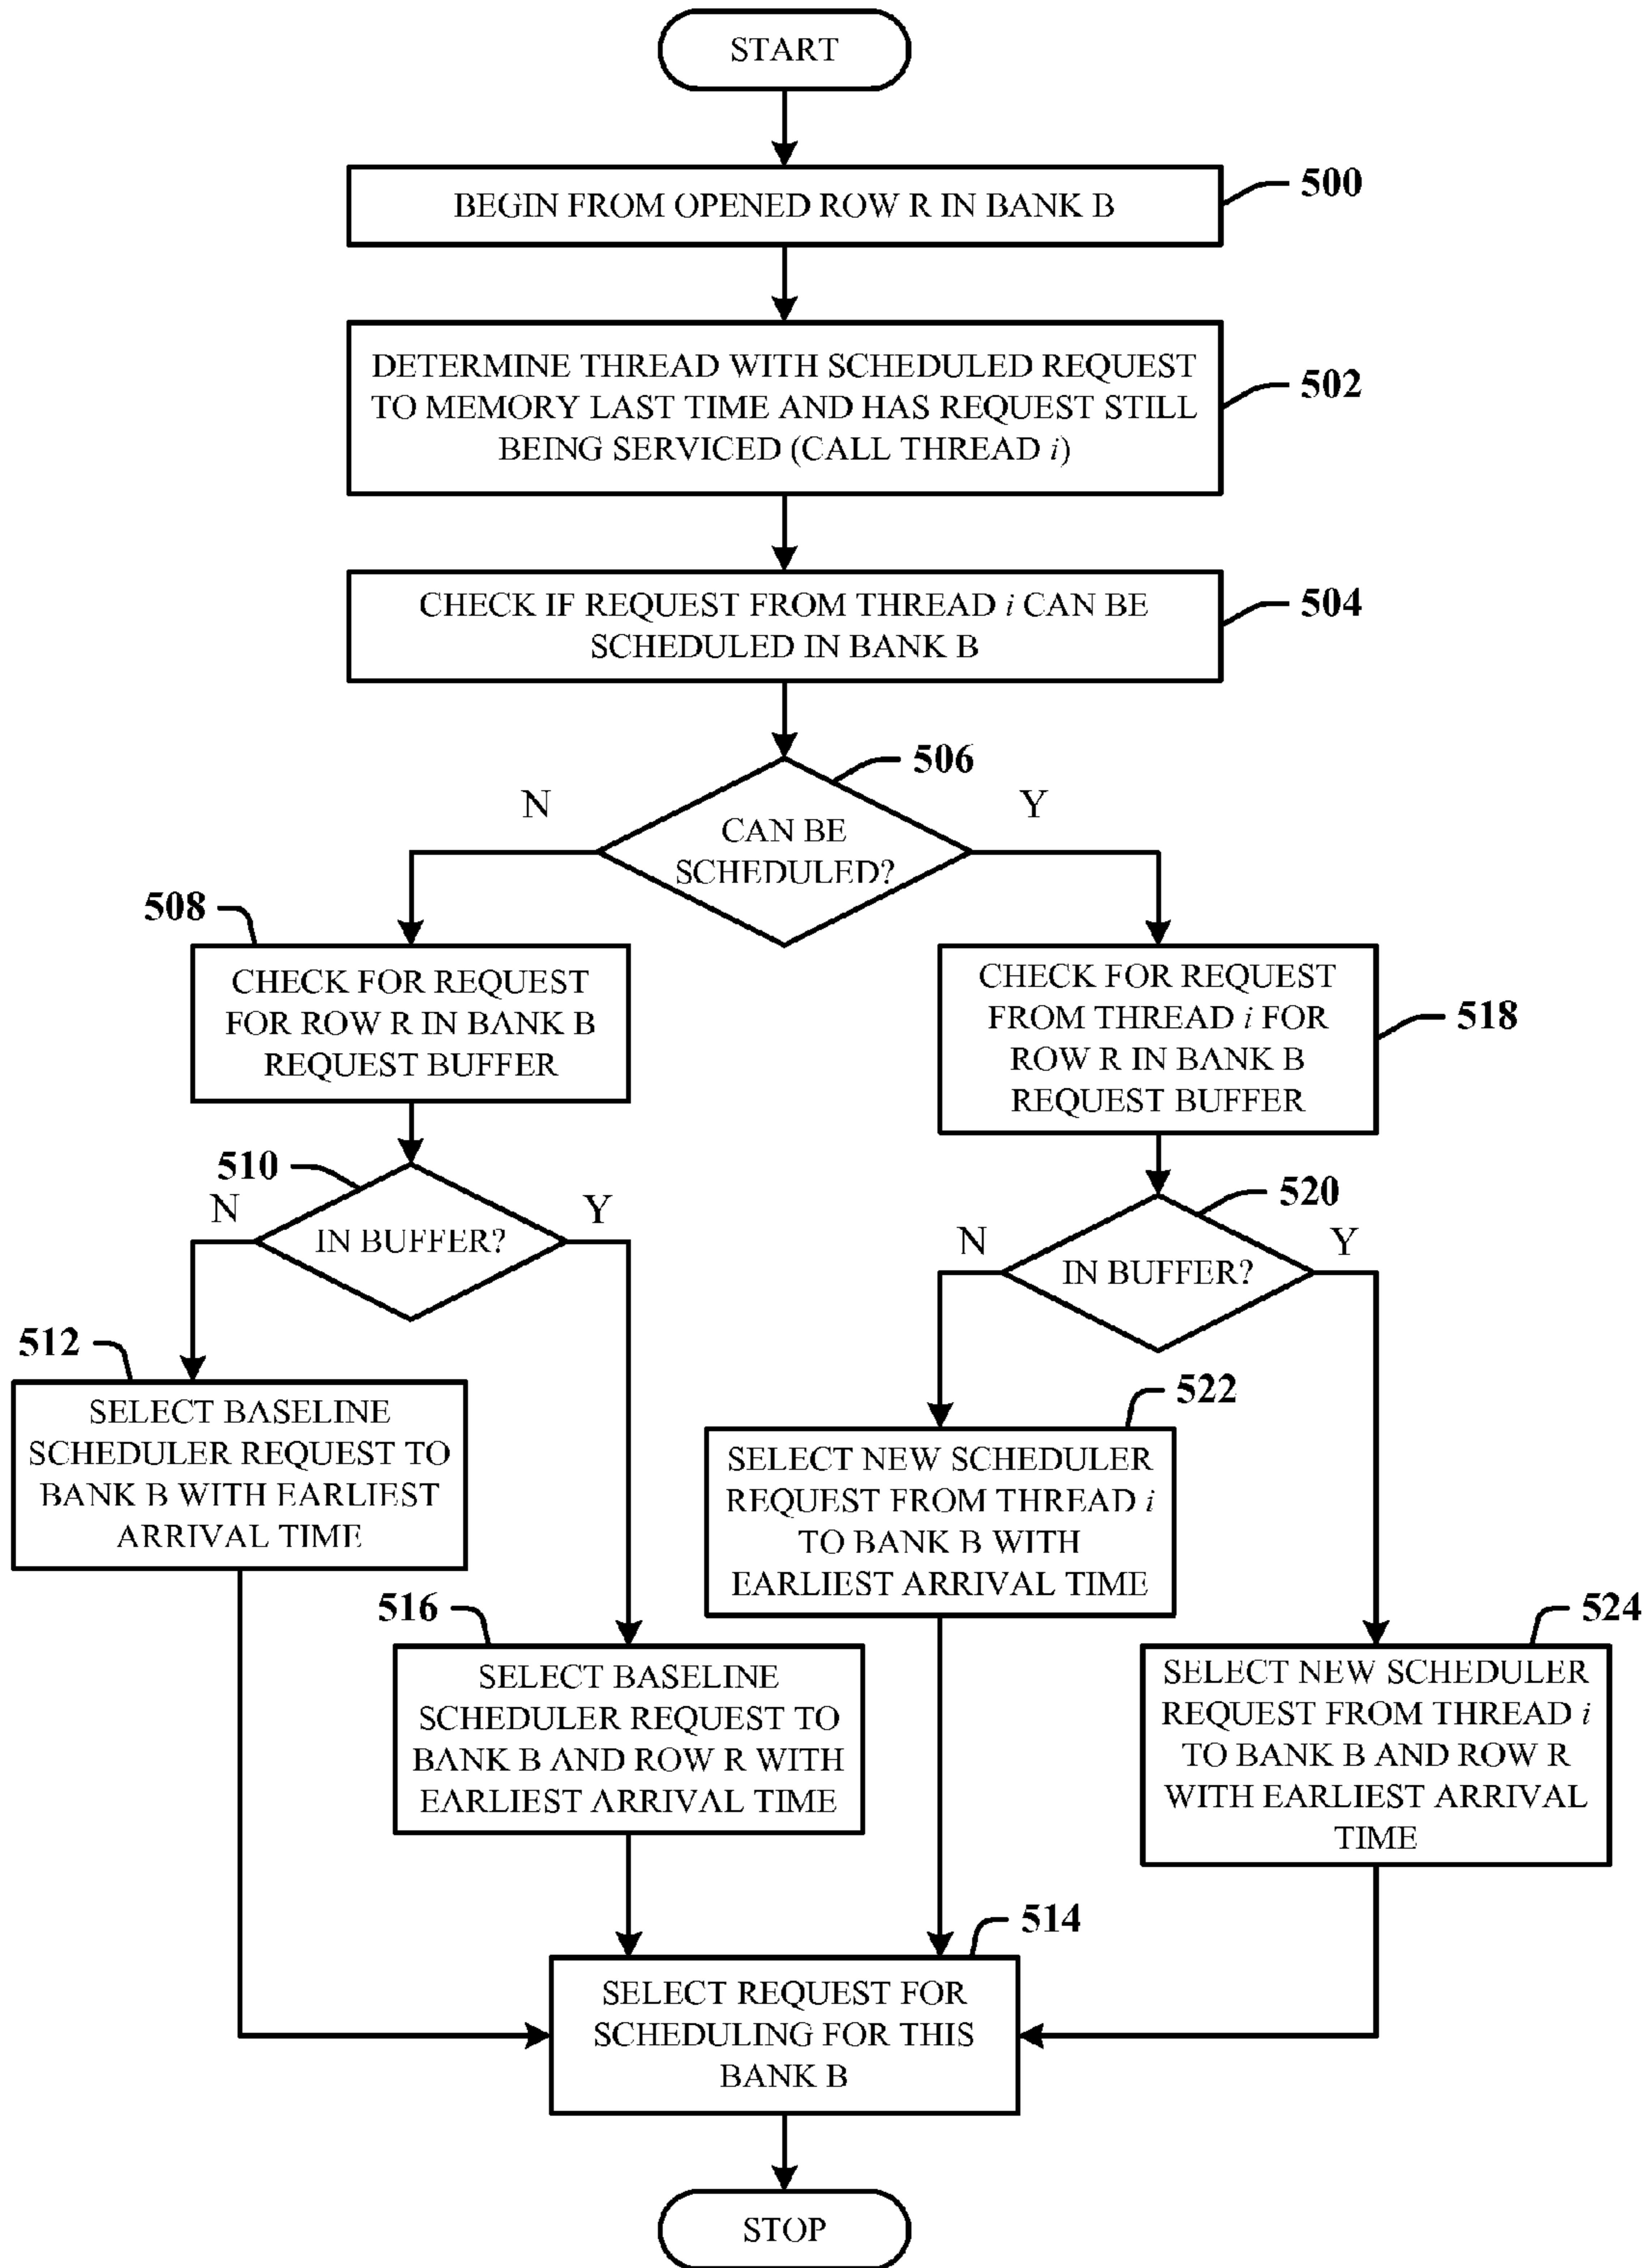 START
BEGIN FROM OPENED ROW R IN BANK B
500
DETERMINE THREAD WITH SCHEDULED REQUEST
TO MEMORY LAST TIME AND HAS REQUEST STILL
BEING SERVICED (CALL THREAD i)
502
CHECK IF REQUEST FROM THREAD i CAN BE
SCHEDULED IN BANK B
504
506
N
Y
CAN BE
SCHEDULED?
508
CHECK FOR REQUEST
FOR ROW R IN BANK B
REQUEST BUFFER
CHECK FOR REQUEST
FROM THREAD i FOR
ROW R IN BANK B
REQUEST BUFFER
518
510
N
Y
IN BUFFER?
520
N
Y
IN BUFFER?
512
SELECT BASELINE
SCHEDULER REQUEST TO
BANK B WITH EARLIEST
ARRIVAL TIME
522
SELECT NEW SCHEDULER
REQUEST FROM THREAD i
TO BANK B WITH
EARLIEST ARRIVAL TIME
516
SELECT BASELINE
SCHEDULER REQUEST TO
BANK B AND ROW R WITH
EARLIEST ARRIVAL TIME
524
SELECT NEW SCHEDULER
REQUEST FROM THREAD i
TO BANK B AND ROW R
WITH EARLIEST ARRIVAL
TIME
514
SELECT REQUEST FOR
SCHEDULING FOR THIS
BANK B
STOP